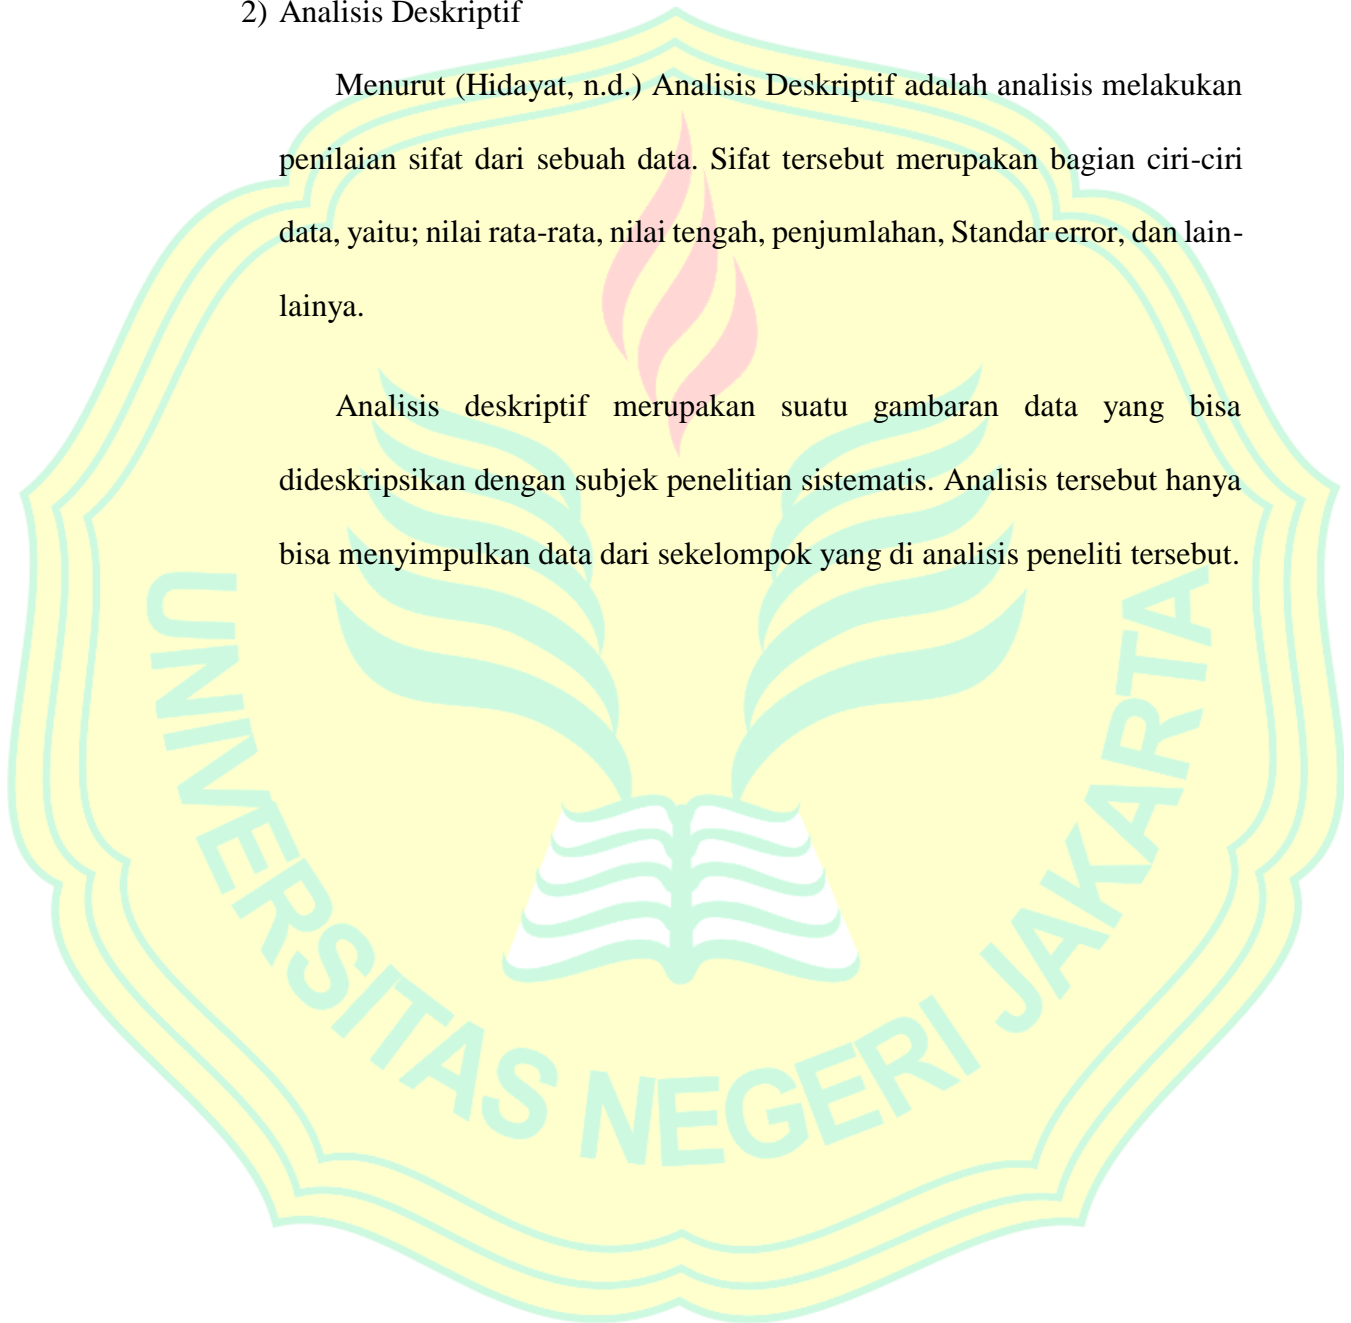 2) Analisis Deskriptif
Menurut (Hidayat, n.d.) Analisis Deskriptif adalah analisis melakukan
penilaian sifat dari sebuah data. Sifat tersebut merupakan bagian ciri-ciri
data, yaitu; nilai rata-rata, nilai tengah, penjumlahan, Standar error, dan lain-
lainya.
Analisis deskriptif merupakan suatu gambaran data yang bisa
dideskripsikan dengan subjek penelitian sistematis. Analisis tersebut hanya
bisa menyimpulkan data dari sekelompok yang di analisis peneliti tersebut.
UNIVERSITAS NEGERI JAKARTA